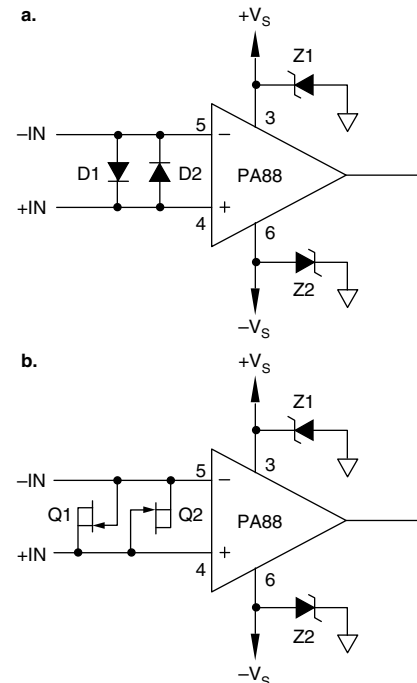 a.
+VS
Z1
3
5
–IN
–
D1
D2
PA88
+IN
+
4
6
Z2
–VS
b.
+VS
Z1
3
5
–IN
–
Q1
Q2
PA88
+IN
+
4
6
Z2
–VS